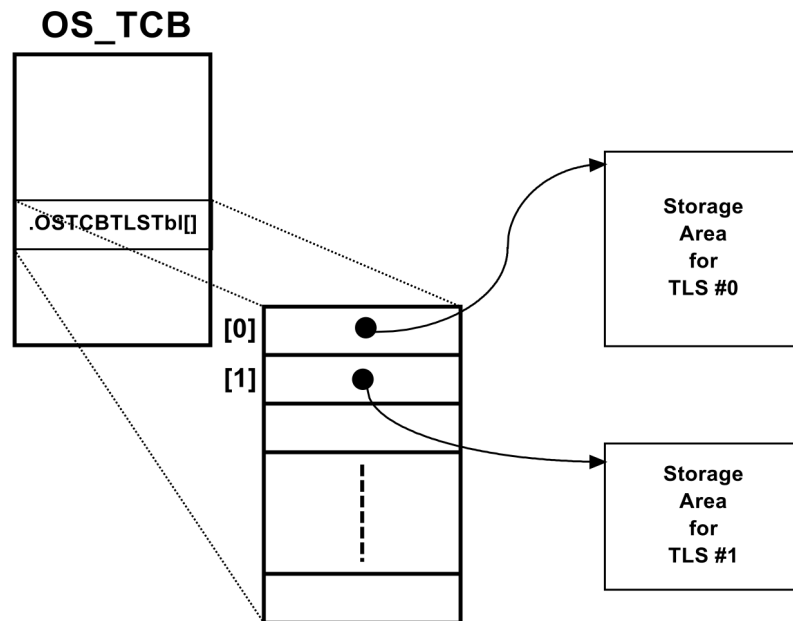 OS_TCB
.OSTCBTLSTbl[]
[0]
[1]
Storage
Area
for
TLS #0
Storage
Area
for
TLS #1